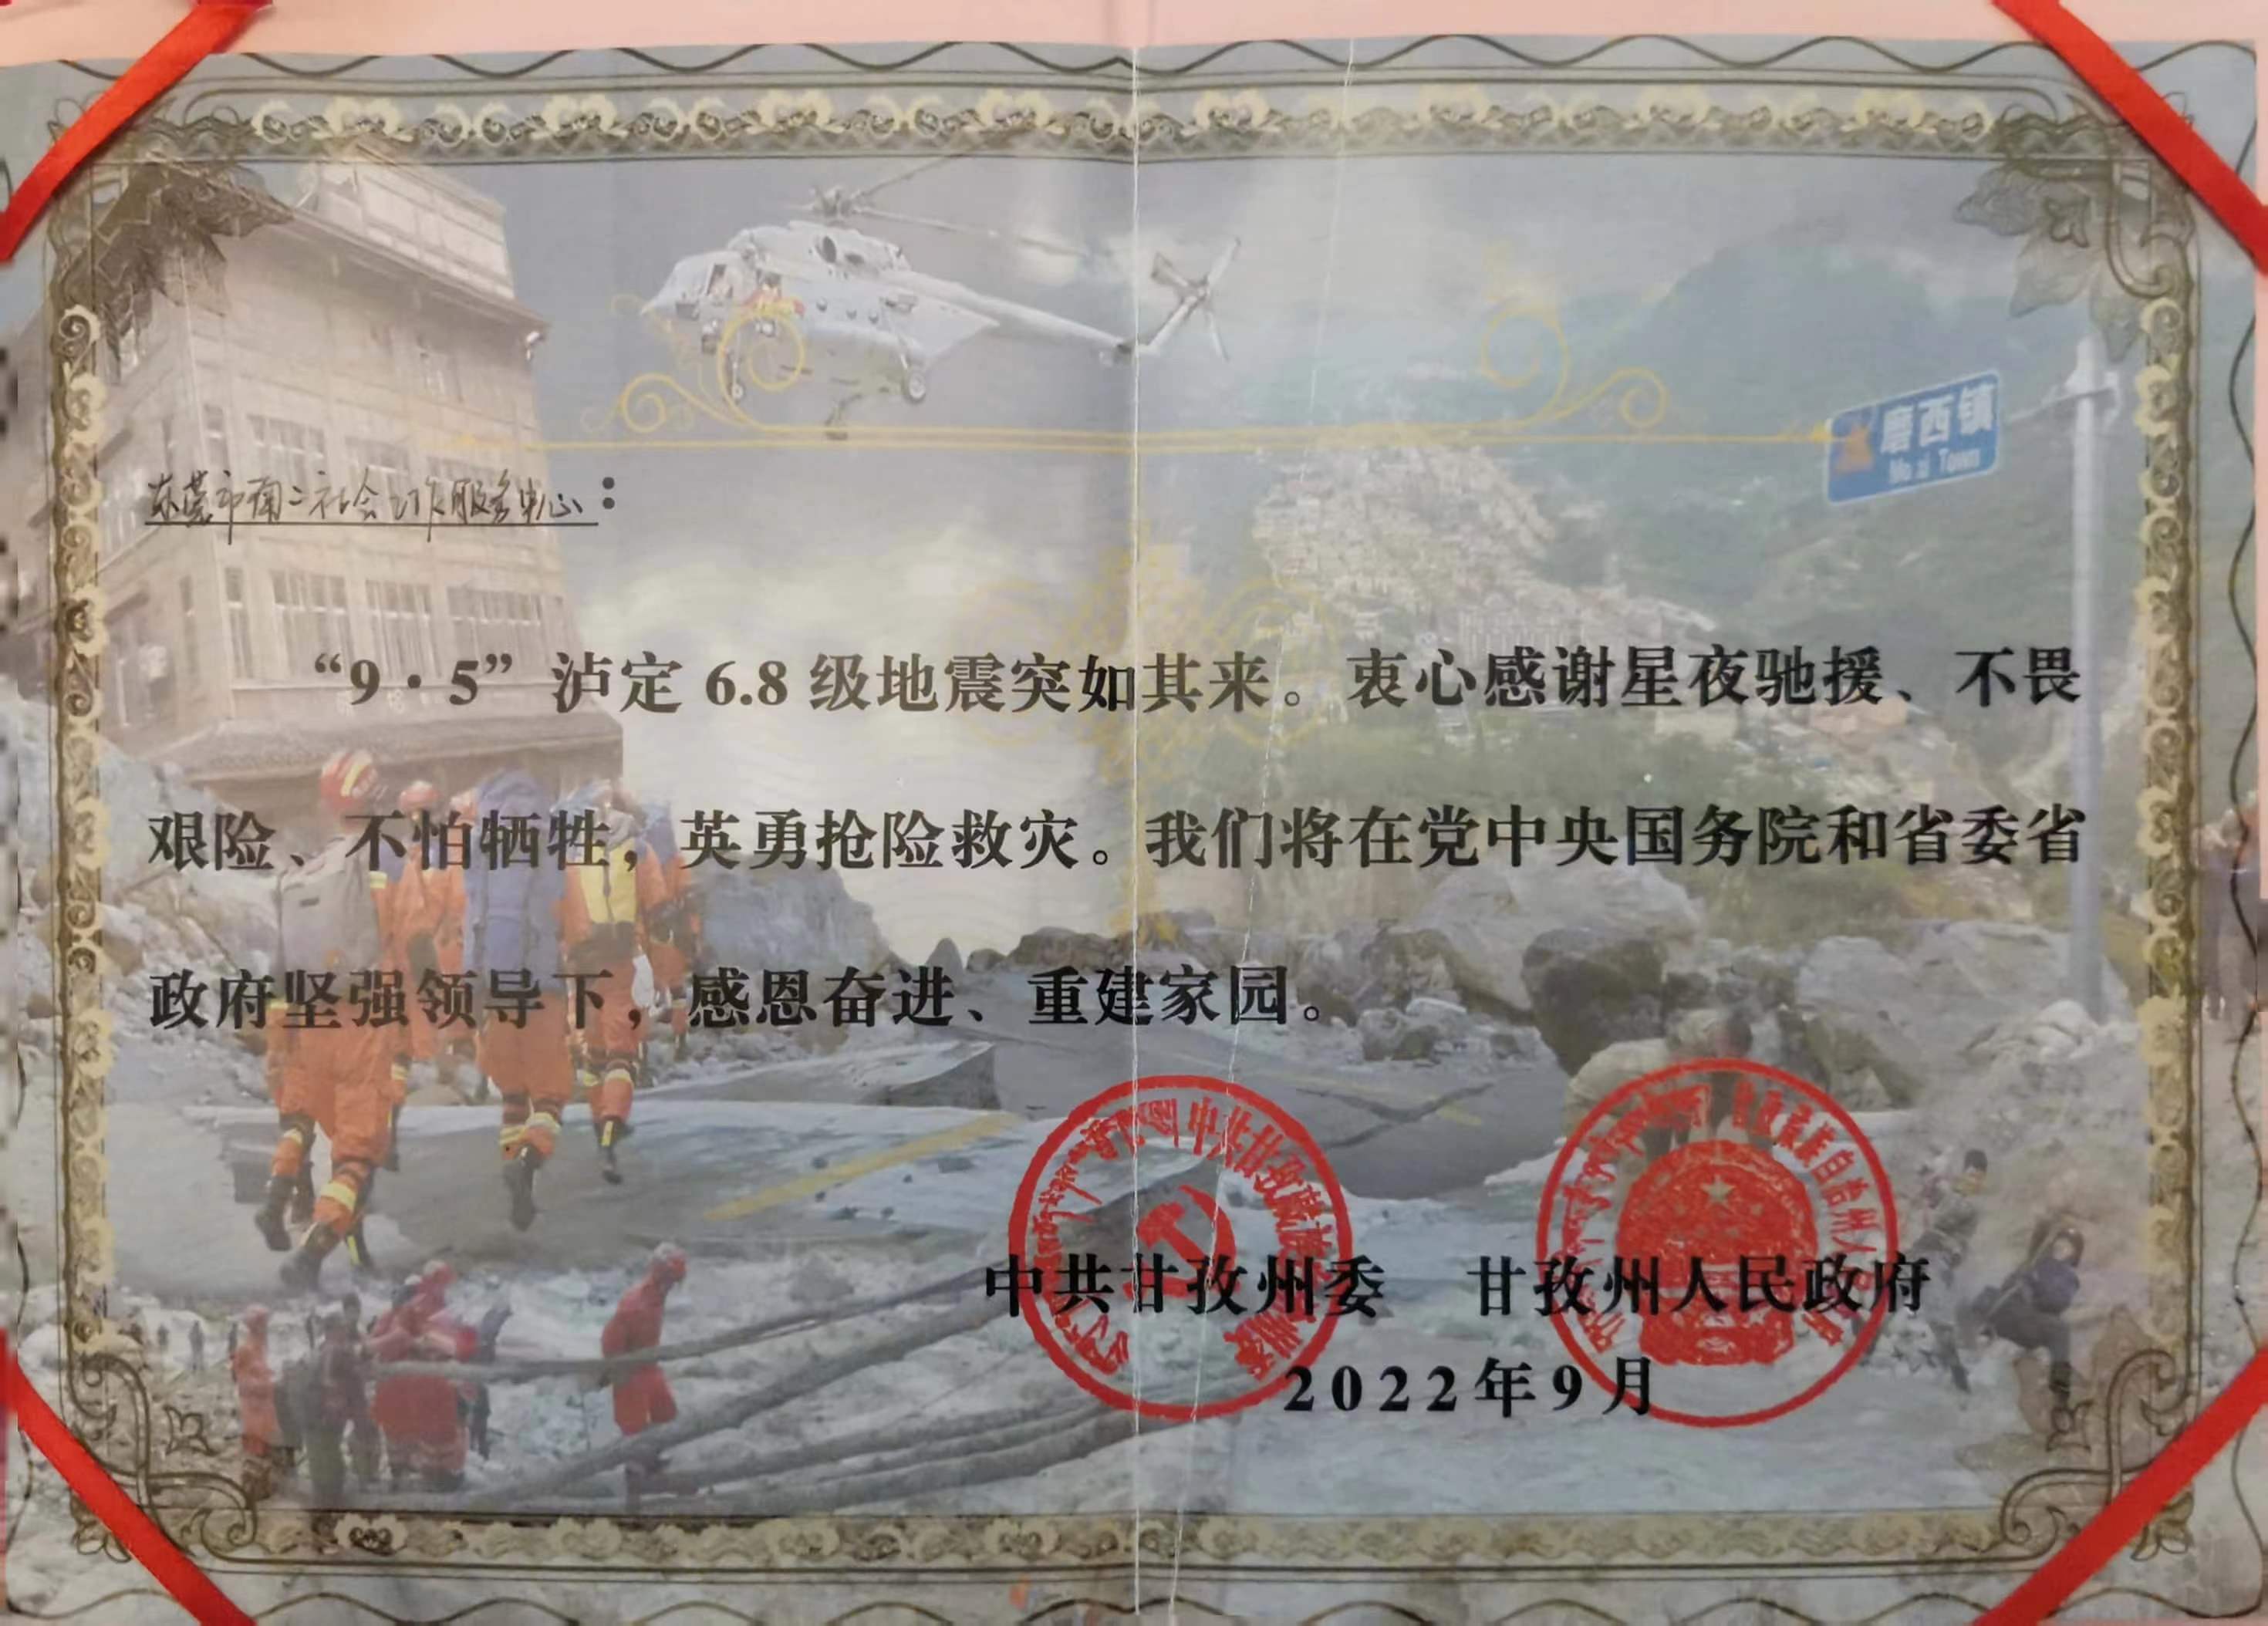 磨西镇
Mo xi Town
东莞市南二社会工作服务中心：
“9·5”泸定6.8级地震突如其来。衷心感谢星夜驰援、不畏
艰险、不怕牺牲，英勇抢险救灾。我们将在党中央国务院和省委省
政府坚强领导下，感恩奋进、重建家园。
中共甘孜州委 甘孜州人民政府
2022年9月